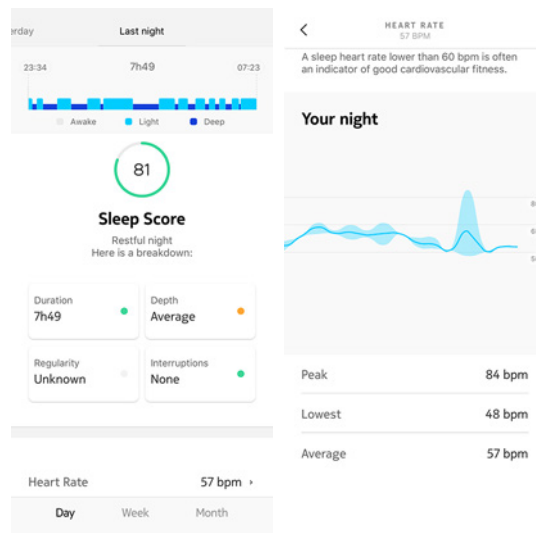 erday Last night
23:34 7h49 07:23
Awake Light Deep
81
Sleep Score
Restful night
Here is a breakdown:
Duration
7h49
Depth
Average
Regularity
Unknown
Interruptions
None
Heart Rate 57 bpm
Day Week Month
HEART RATE
57 BPM
A sleep heart rate lower than 60 bpm is often
an indicator of good cardiovascular fitness.
Your night
8
6
Peak 84 bpm
Lowest 48 bpm
Average 57 bpm